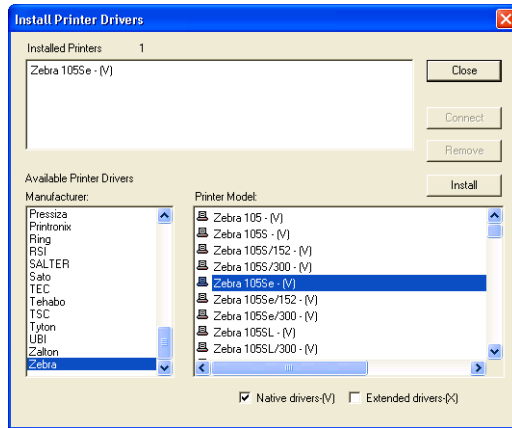 Install Printer Drivers
Installed Printers 1
Zebra 105Se - (V)
Close
Connect
Remove
Install
Available Printer Drivers
Manufacturer:
Pressiza
Printronix
Ring
RSI
SALTER
Sato
TEC
Tehabo
TSC
Tyton
UBI
Zalton
Zebra
Printer Model:
Zebra 105 - (V)
Zebra 105S - (V)
Zebra 105S/152 - (V)
Zebra 105S/300 - (V)
Zebra 105Se - (V)
Zebra 105Se/152 - (V)
Zebra 105Se/300 - (V)
Zebra 105SL - (V)
Zebra 105SL/300 - (V)
Native drivers-(V) Extended drivers-(X)